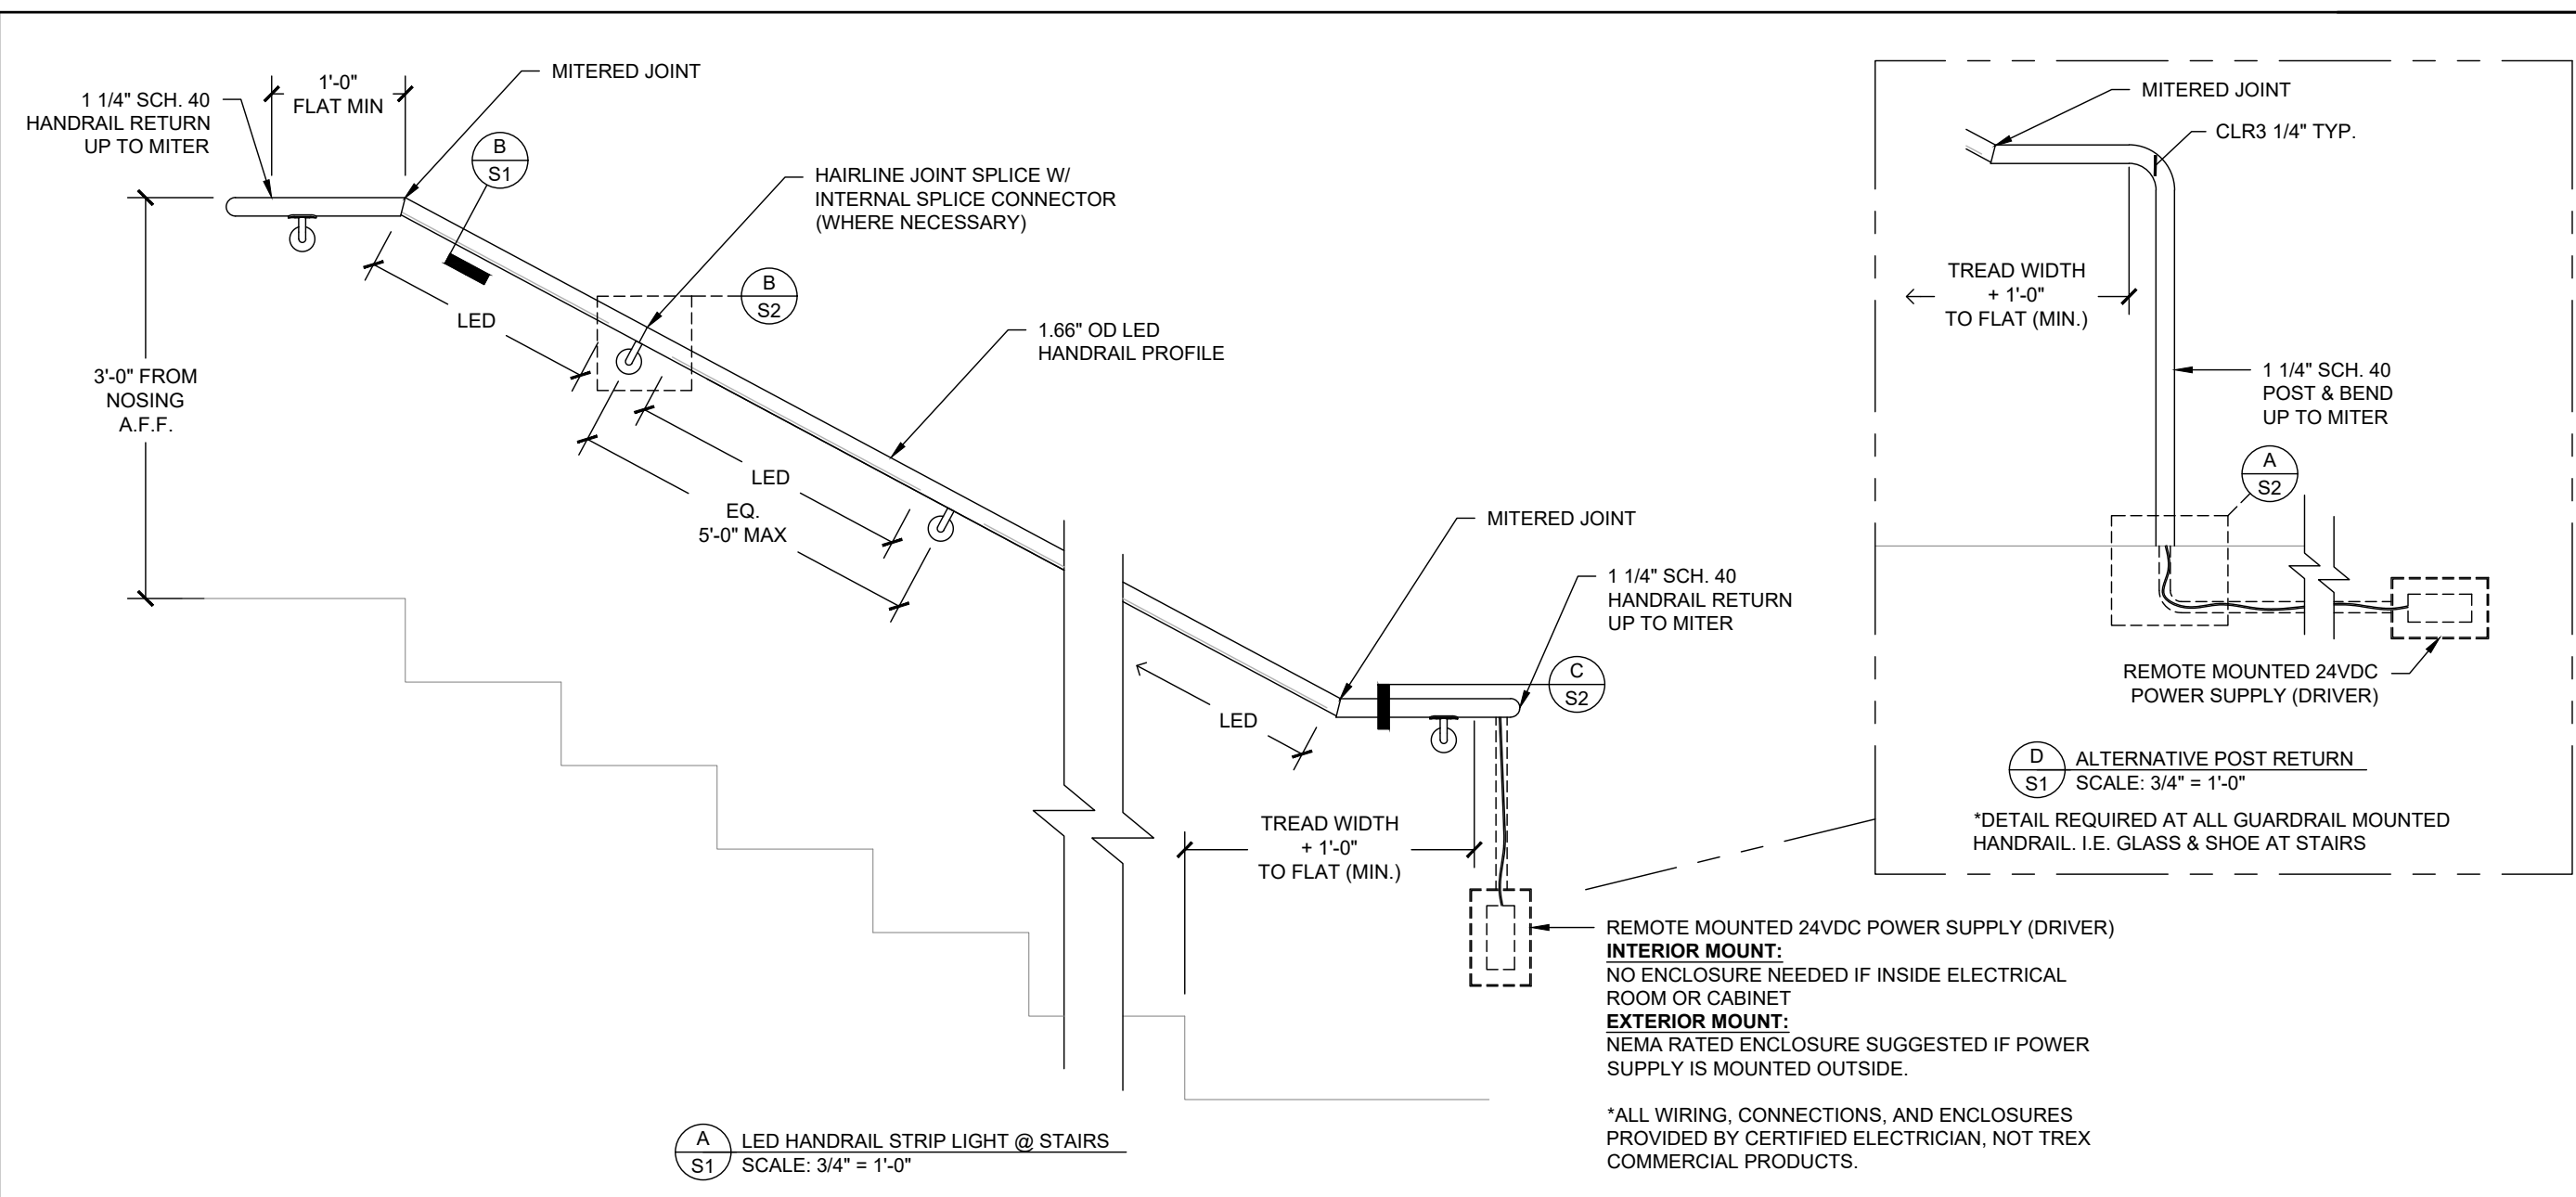 1'-0"
FLAT MIN
1 1/4" SCH. 40
HANDRAIL RETURN
UP TO MITER
MITERED JOINT
B
S1
HAIRLINE JOINT SPLICE W/
INTERNAL SPLICE CONNECTOR
(WHERE NECESSARY)
B
S2
LED
1.66" OD LED
HANDRAIL PROFILE
3'-0" FROM
NOSING
A.F.F.
LED
EQ.
5'-0" MAX
MITERED JOINT
1 1/4" SCH. 40
HANDRAIL RETURN
UP TO MITER
C
S2
LED
TREAD WIDTH
+ 1'-0"
TO FLAT (MIN.)
REMOTE MOUNTED 24VDC POWER SUPPLY (DRIVER)
INTERIOR MOUNT:
NO ENCLOSURE NEEDED IF INSIDE ELECTRICAL
ROOM OR CABINET
EXTERIOR MOUNT:
NEMA RATED ENCLOSURE SUGGESTED IF POWER
SUPPLY IS MOUNTED OUTSIDE.
*ALL WIRING, CONNECTIONS, AND ENCLOSURES
PROVIDED BY CERTIFIED ELECTRICIAN, NOT TREX
COMMERCIAL PRODUCTS.
A
S1
LED HANDRAIL STRIP LIGHT @ STAIRS
SCALE: 3/4" = 1'-0"
MITERED JOINT
CLR3 1/4" TYP.
TREAD WIDTH
+ 1'-0"
TO FLAT (MIN.)
1 1/4" SCH. 40
POST & BEND
UP TO MITER
A
S2
REMOTE MOUNTED 24VDC
POWER SUPPLY (DRIVER)
D
S1
ALTERNATIVE POST RETURN
SCALE: 3/4" = 1'-0"
*DETAIL REQUIRED AT ALL GUARDRAIL MOUNTED
HANDRAIL. I.E. GLASS & SHOE AT STAIRS